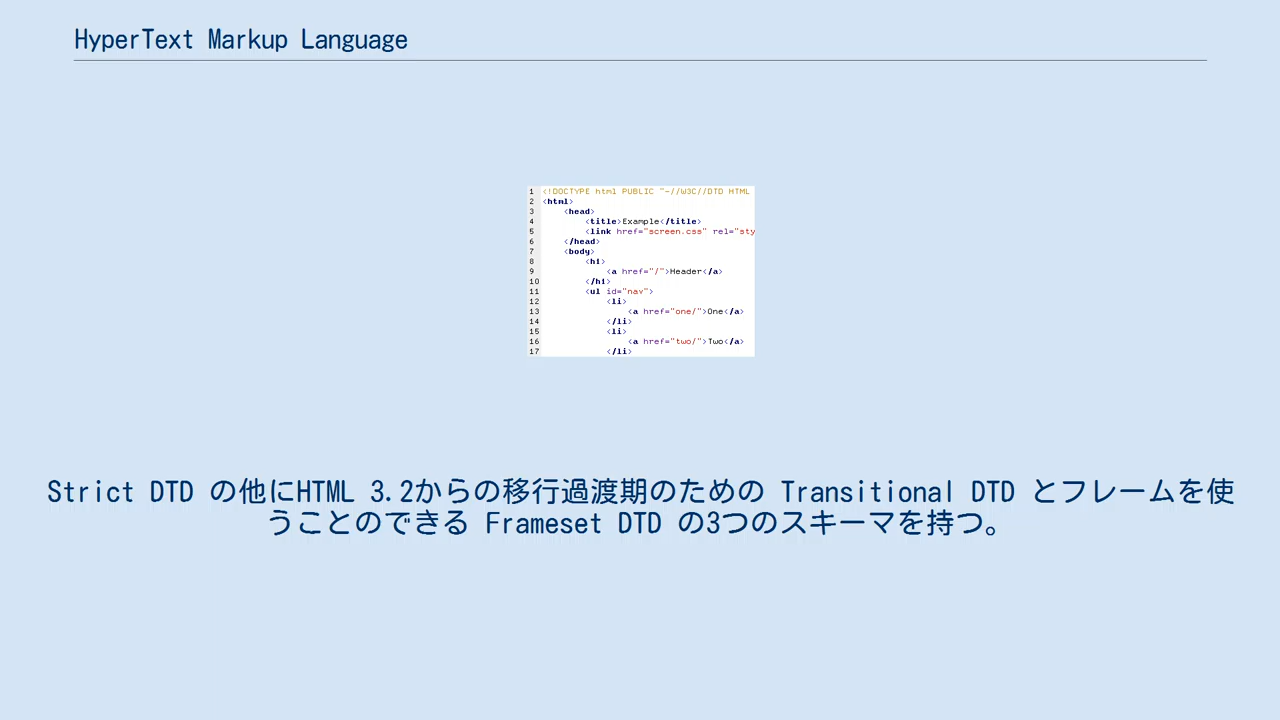 HyperText Markup Language
1 <!DOCTYPE html PUBLIC "-//W3C//DTD HTML
2 <html>
3 <head>
4 <title>Example</title>
5 <link href="screen.css" rel="sty
6 </head>
7 <body>
8 <h1>
9 <a href="/">Header</a>
10 </h1>
11 <ul id="nav">
12 <li>
13 <a href="one/">One</a>
14 </li>
15 <li>
16 <a href="two/">Two</a>
17 </li>
Strict DTD の他にHTML 3.2からの移行過渡期のための Transitional DTD とフレームを使
うことのできる Frameset DTD の3つのスキーマを持つ。